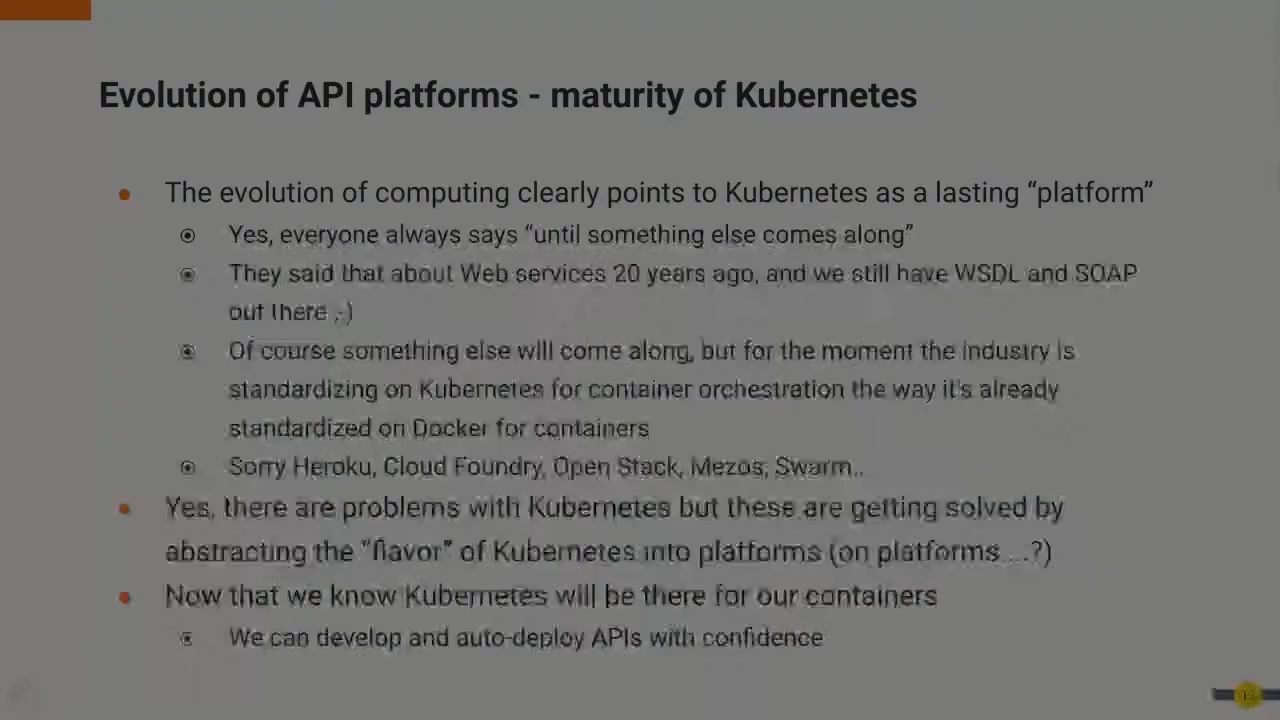 Evolution of API platforms - maturity of Kubernetes
The evolution of computing clearly points to Kubernetes as a lasting “platform”
Yes, everyone always says “until something else comes along”
They said that about Web services 20 years ago, and we still have WSDL and SOAP
out there ;-)
Of course something else will come along, but for the moment the industry is
standardizing on Kubernetes for container orchestration the way it's already
standardized on Docker for containers
Sorry Heroku, Cloud Foundry, Open Stack, Mezos, Swarm..
Yes, there are problems with Kubernetes but these are getting solved by
abstracting the “flavor” of Kubernetes into platforms (on platforms....?)
Now that we know Kubernetes will be there for our containers
We can develop and auto-deploy APIs with confidence